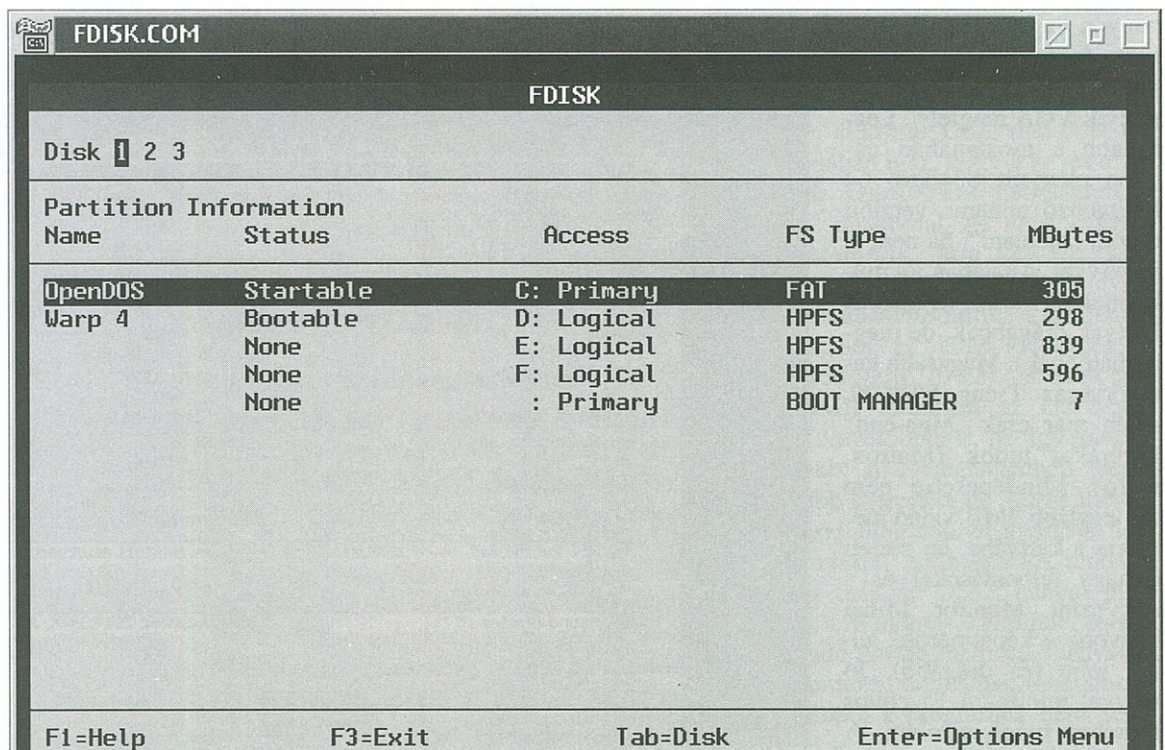 FDISK.COM
FDISK
Disk 1 2 3
Partition Information
Name Status Access FS Type MBytes
OpenDOS Startable C: Primary FAT 305
Warp 4 Bootable D: Logical HPFS 298
None E: Logical HPFS 839
None F: Logical HPFS 596
None : Primary BOOT MANAGER 7
F1=Help F3=Exit Tab=Disk Enter=Options Menu